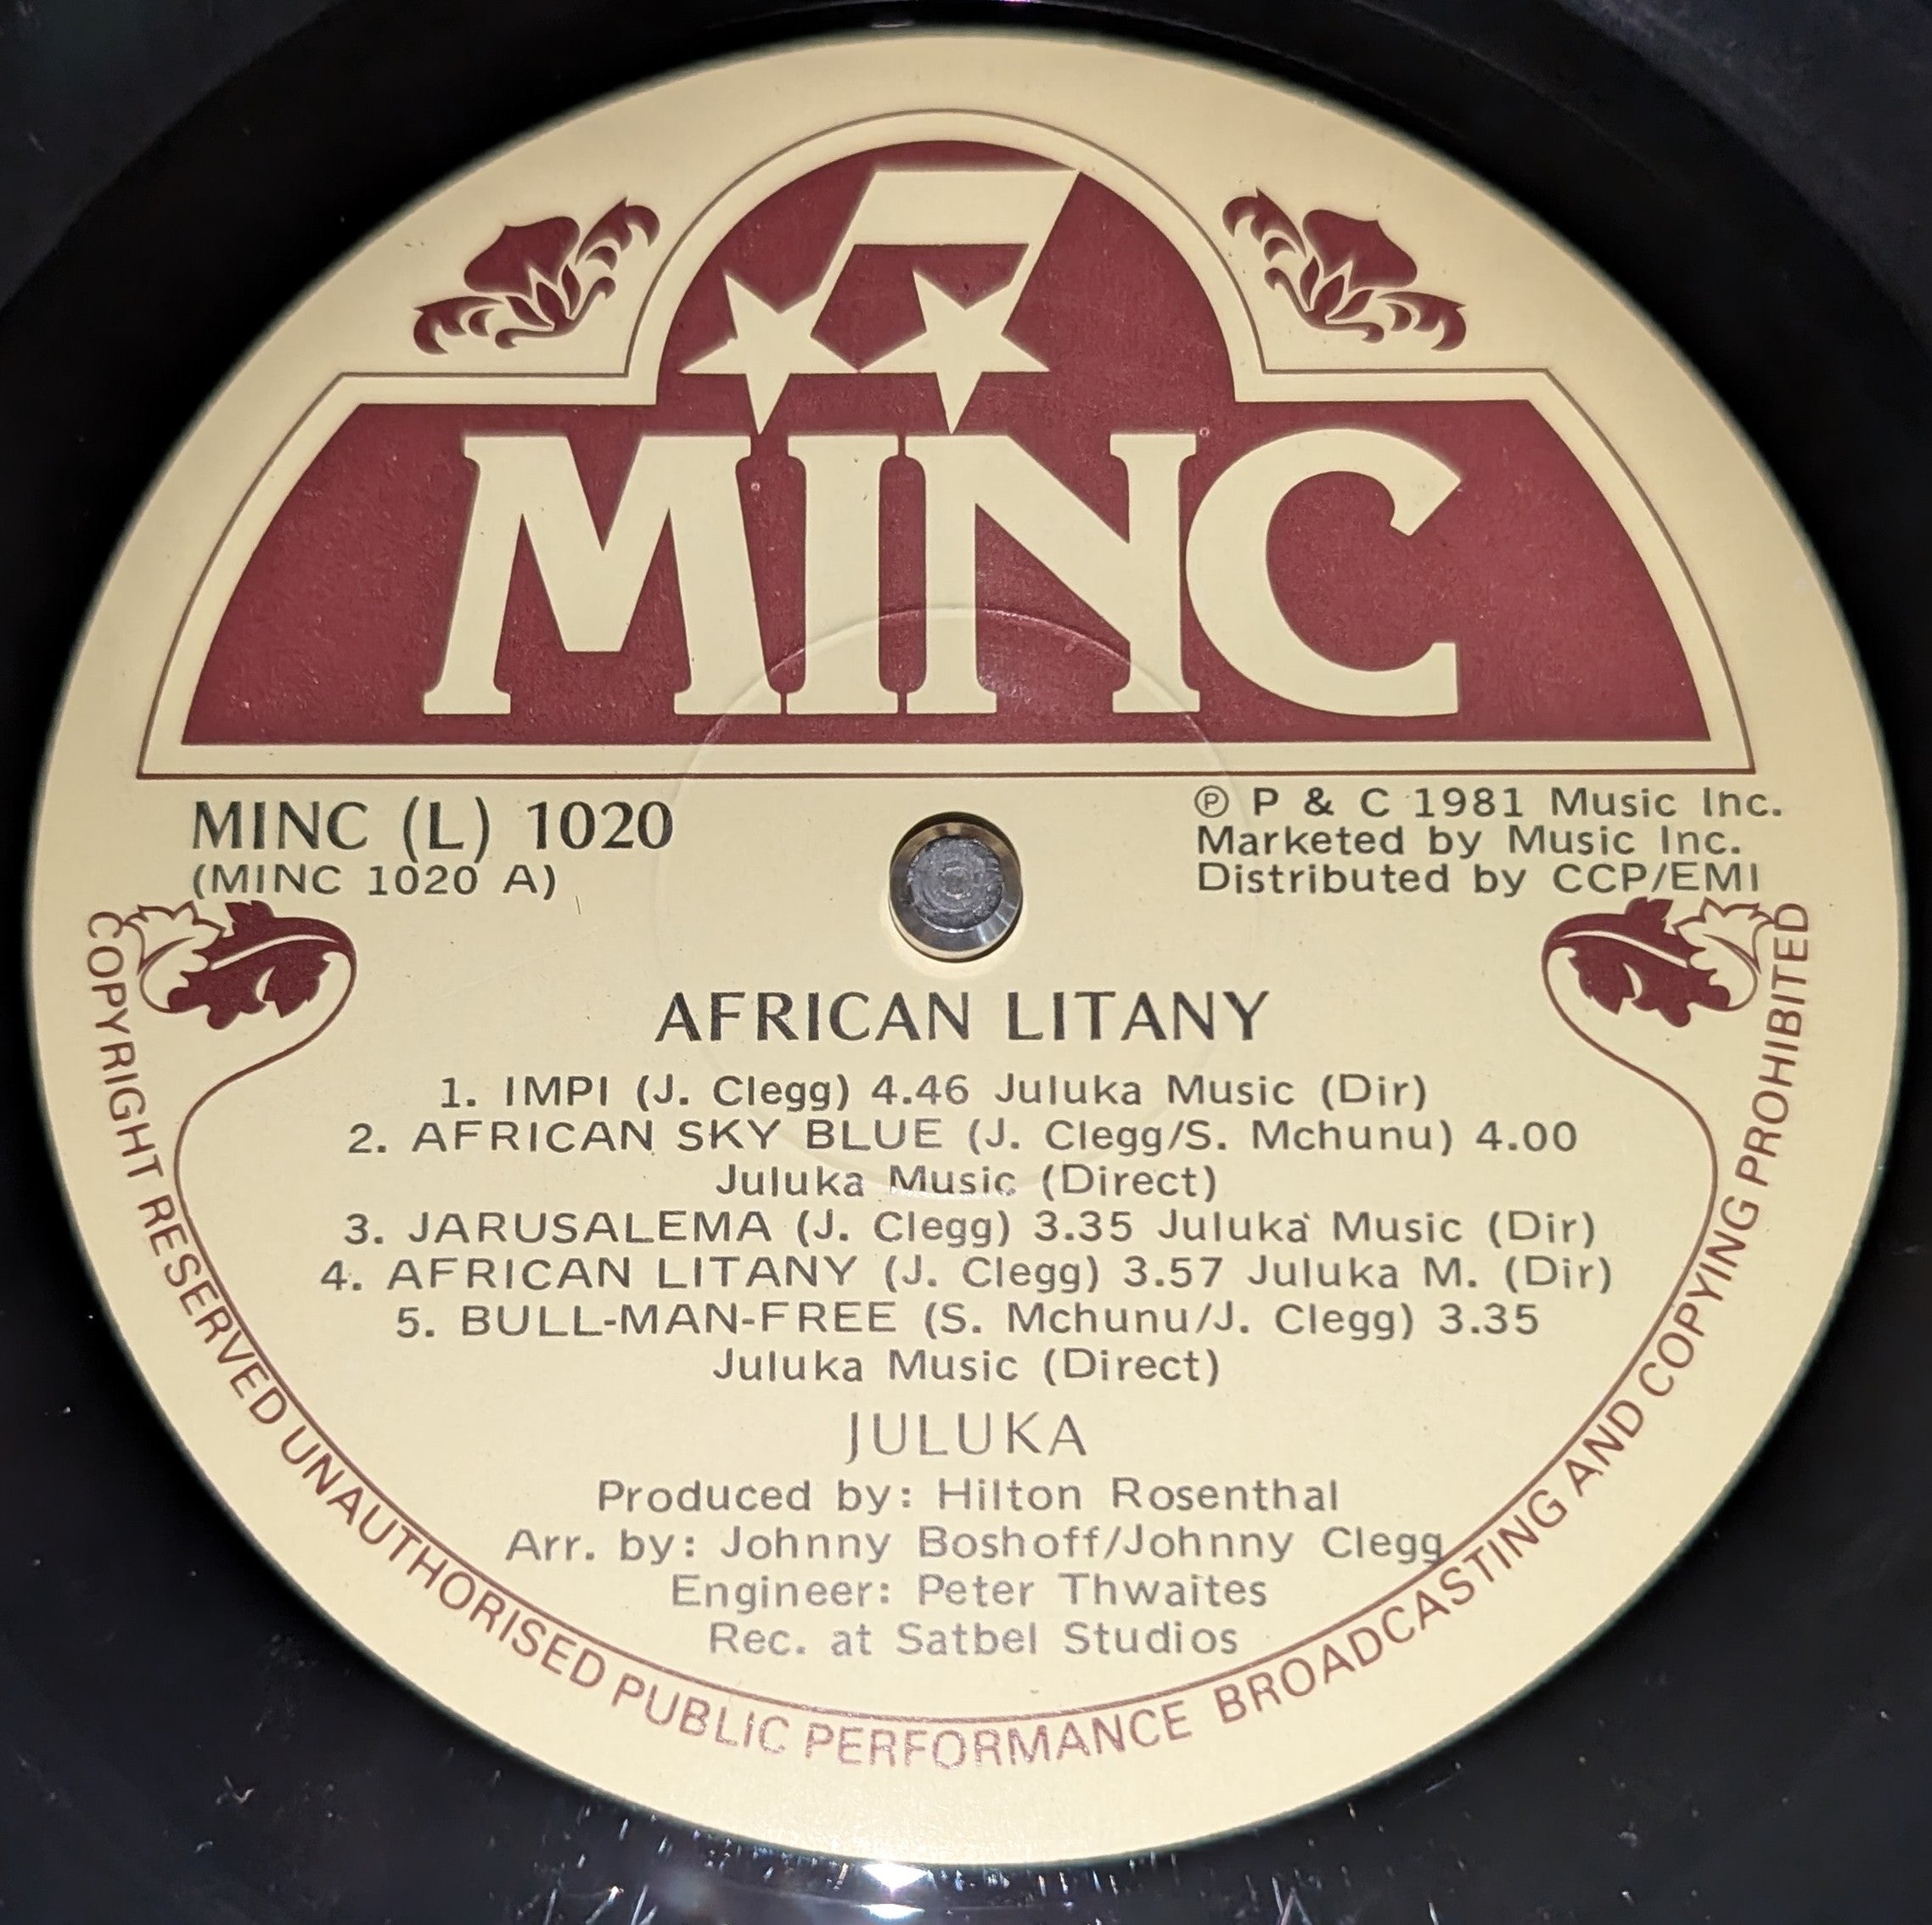 MINC
MINC (L) 1020
(MINC 1020 A)
℗ P & C 1981 Music Inc.
Marketed by Music Inc.
Distributed by CCP/EMI
AFRICAN LITANY
1. IMPI (J. Clegg) 4.46 Juluka Music (Dir)
2. AFRICAN SKY BLUE (J. Clegg/S. Mchunu) 4.00
Juluka Music (Direct)
3. JARUSALEMA (J. Clegg) 3.35 Juluka Music (Dir)
4. AFRICAN LITANY (J. Clegg) 3.57 Juluka M. (Dir)
5. BULL-MAN-FREE (S. Mchunu/J. Clegg) 3.35
Juluka Music (Direct)
JULUKA
Produced by: Hilton Rosenthal
Arr. by: Johnny Boshoff/Johnny Clegg
Engineer: Peter Thwaites
Rec. at Satbel Studios
COPYRIGHT RESERVED UNAUTHORISED PUBLIC PERFORMANCE BROADCASTING AND COPYING PROHIBITED